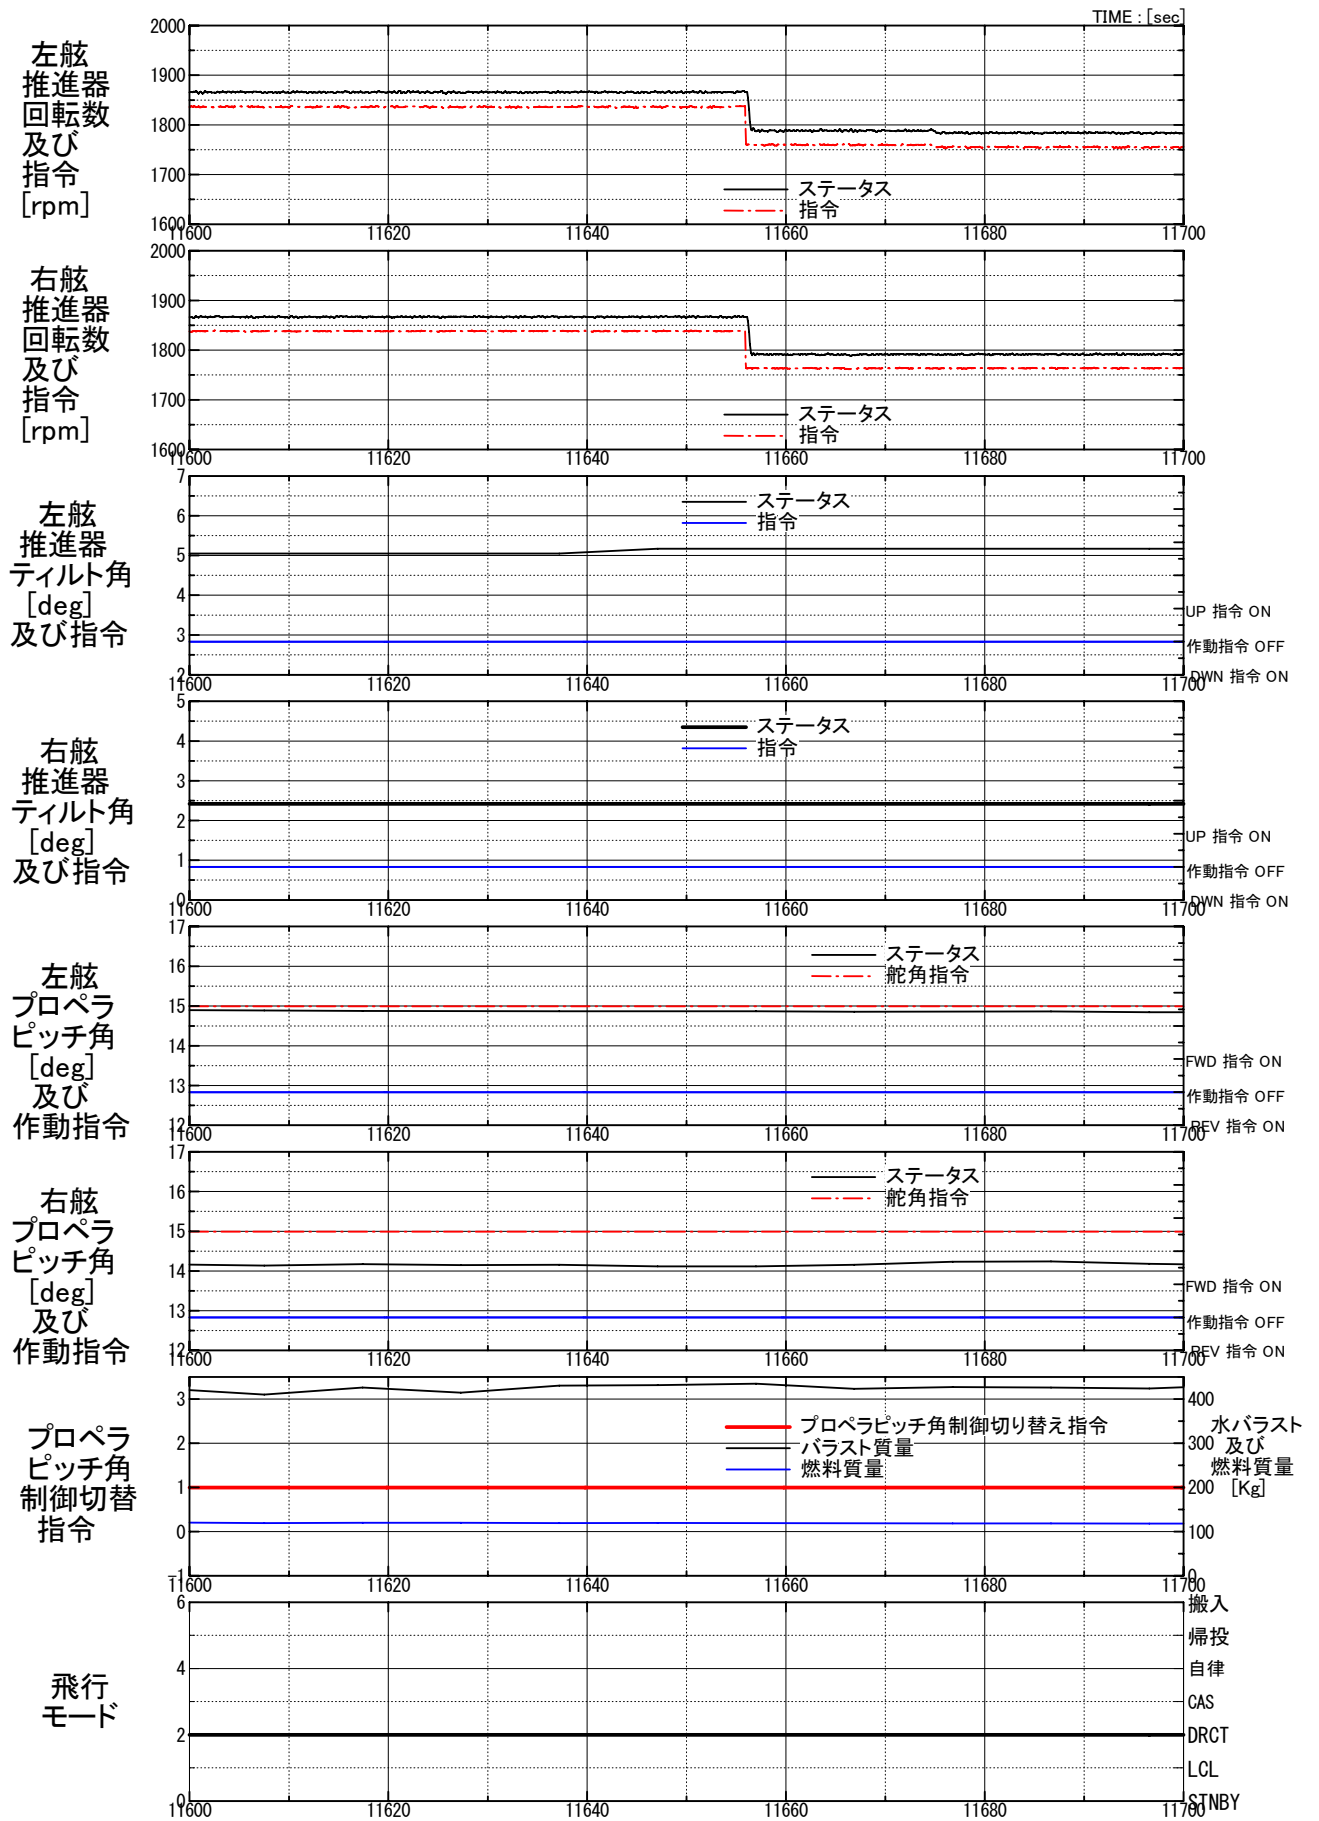 TIME : [sec]
左舷
推進器
回転数
及び
指令
[rpm]
2000
1900
1800
1700
1600
ステータス
指令
11600 11620 11640 11660 11680 11700
右舷
推進器
回転数
及び
指令
[rpm]
2000
1900
1800
1700
1600
ステータス
指令
11600 11620 11640 11660 11680 11700
左舷
推進器
ティルト角
[deg]
及び指令
7
6
5
4
3
2
ステータス
指令
UP 指令 ON
作動指令 OFF
DWN 指令 ON
11600 11620 11640 11660 11680 11700
右舷
推進器
ティルト角
[deg]
及び指令
5
4
3
2
1
0
ステータス
指令
UP 指令 ON
作動指令 OFF
DWN 指令 ON
11600 11620 11640 11660 11680 11700
左舷
プロペラ
ピッチ角
[deg]
及び
作動指令
17
16
15
14
13
12
ステータス
舵角指令
FWD 指令 ON
作動指令 OFF
REV 指令 ON
11600 11620 11640 11660 11680 11700
右舷
プロペラ
ピッチ角
[deg]
及び
作動指令
17
16
15
14
13
12
ステータス
舵角指令
FWD 指令 ON
作動指令 OFF
REV 指令 ON
11600 11620 11640 11660 11680 11700
プロペラ
ピッチ角
制御切替
指令
3
2
1
0
-1
プロペラピッチ角制御切り替え指令
バラスト質量
燃料質量
400
300
200
100
0
水バラスト
及び
燃料質量
[Kg]
11600 11620 11640 11660 11680 11700
飛行
モード
6
4
2
0
搬入
帰投
自律
CAS
DRCT
LCL
STNBY
11600 11620 11640 11660 11680 11700